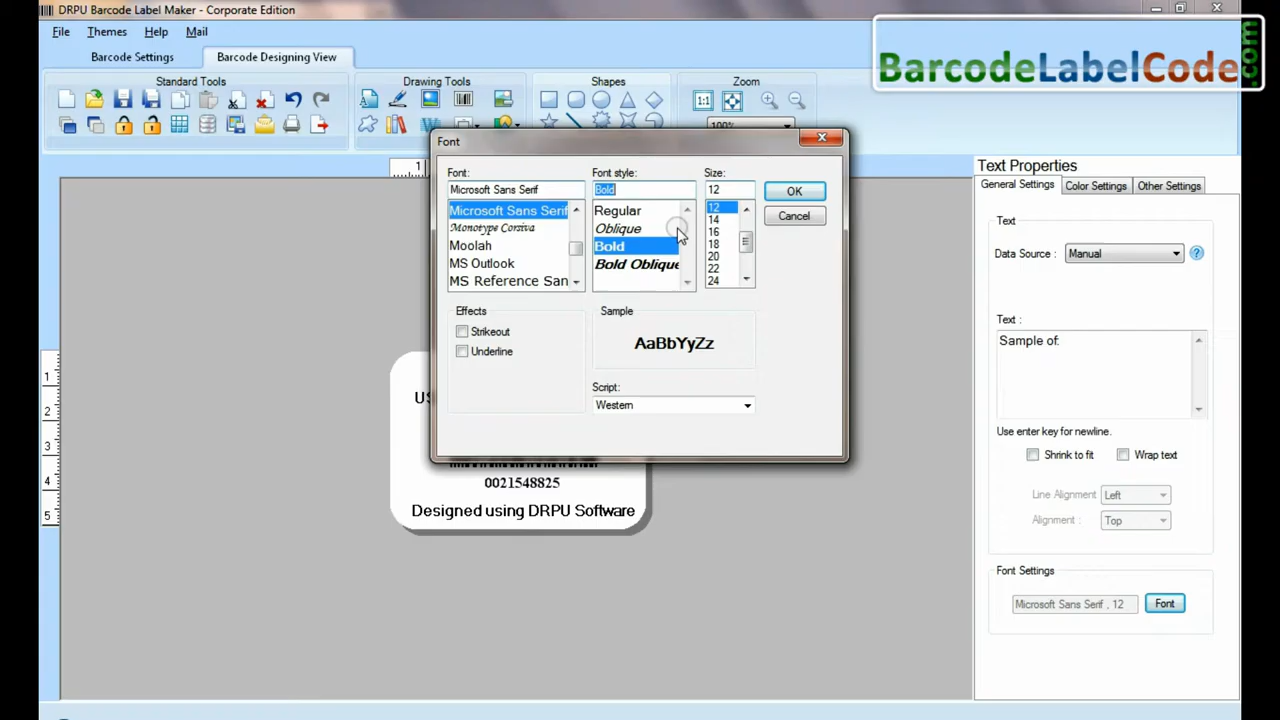 DRPU Barcode Label Maker - Corporate Edition
BarcodeLabelCode.com
File Themes Help Mail
Barcode Settings Barcode Designing View
Standard Tools Drawing Tools Shapes Zoom
1:1
100%
Font
Font: Font style: Size:
Microsoft Sans Serif Bold 12
Microsoft Sans Serif
Monotype Corsiva
Moolah
MS Outlook
MS Reference San
Regular
Oblique
Bold
Bold Oblique
12
14
16
18
20
22
24
OK
Cancel
Effects
Strikeout
Underline
Sample
AaBbYyZz
Script:
Western
1
1
2
3
4
5
US
0021548825
Designed using DRPU Software
Text Properties
General Settings Color Settings Other Settings
Text
Data Source : Manual ?
Text :
Sample of:
Use enter key for newline.
Shrink to fit Wrap text
Line Alignment Left
Alignment : Top
Font Settings
Microsoft Sans Serif , 12 Font